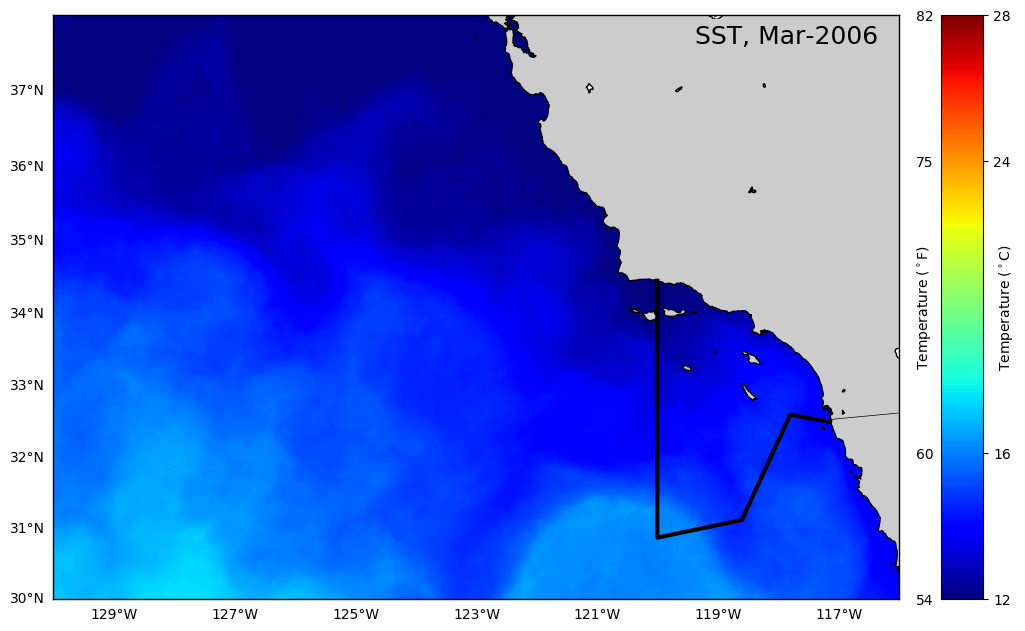 SST, Mar-2006
37°N
36°N
35°N
34°N
33°N
32°N
31°N
30°N
129°W
127°W
125°W
123°W
121°W
119°W
117°W
82
75
60
54
Temperature (°F)
28
24
16
12
Temperature (°C)